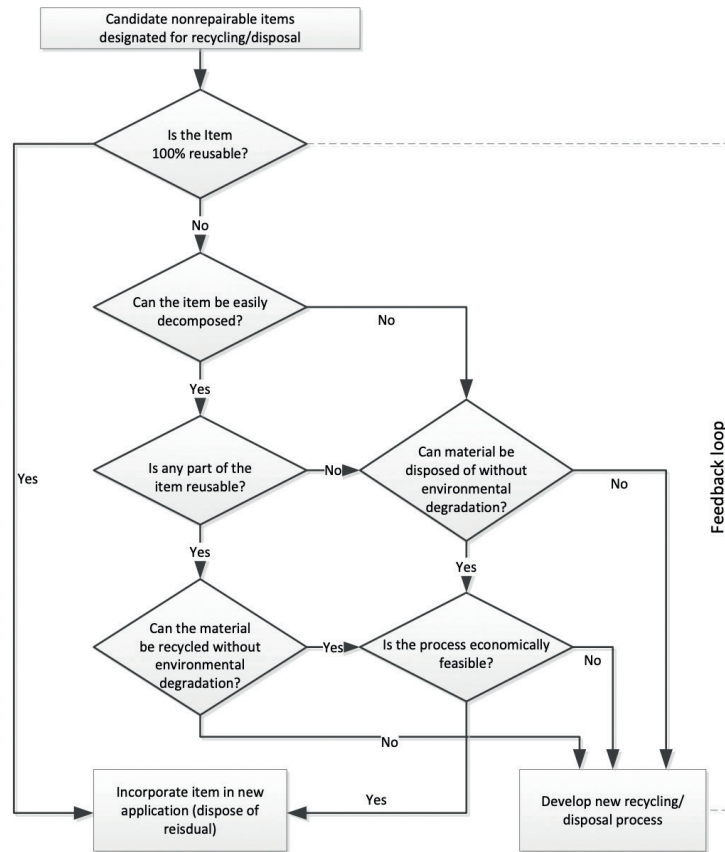 Candidate nonrepairable items
designated for recycling/disposal
Is the Item
100% reusable?
No
Can the item be easily
decomposed?
No
Yes
Is any part of the
item reusable?
No
Can material be
disposed of without
environmental
degradation?
No
Yes
Feedback loop
Yes
Yes
Can the material
be recycled without
environmental
degradation?
Yes
Is the process economically
feasible?
No
No
Incorporate item in new
application (dispose of
reisdual)
Yes
Develop new recycling/
disposal process